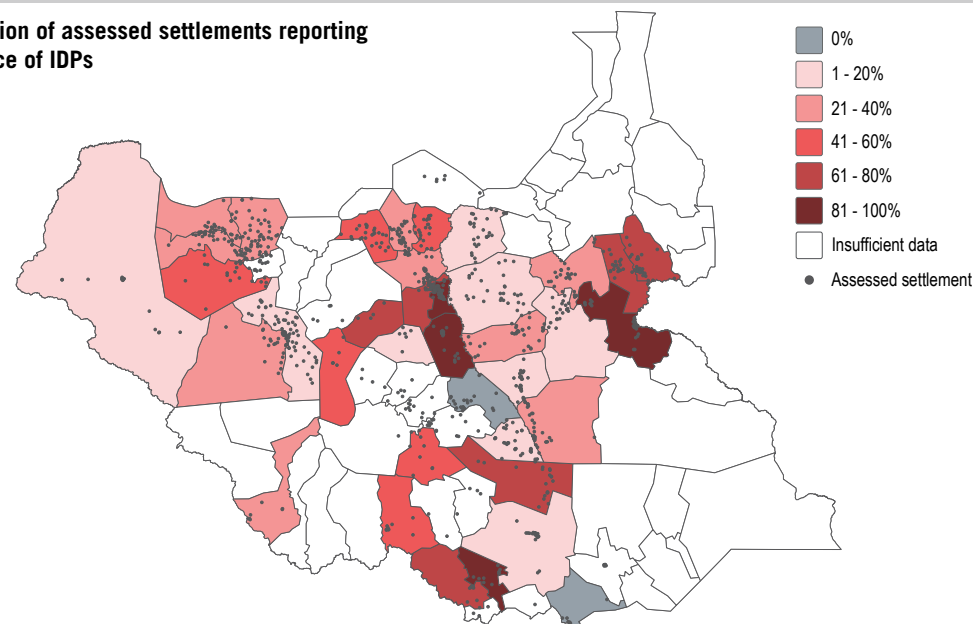 ion of assessed settlements reporting
ce of IDPs
0%
1 - 20%
21 - 40%
41 - 60%
61 - 80%
81 - 100%
Insufficient data
Assessed settlement